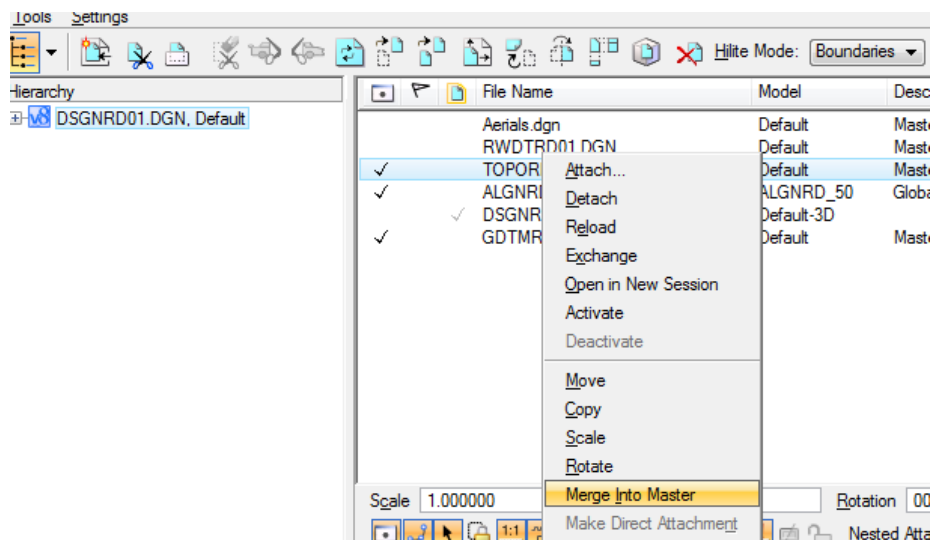 Tools Settings
Hilite Mode: Boundaries
Hierarchy
DSGNRD01.DGN, Default
File Name Model Desc
Aerials.dgn Default Maste
RWDTRD01.DGN Default Maste
TOPOR Default Maste
ALGNR ALGNRD_50 Globa
DSGNR Default-3D
GDTMR Default Maste
Attach...
Detach
Reload
Exchange
Open in New Session
Activate
Deactivate
Move
Copy
Scale
Rotate
Merge Into Master
Make Direct Attachment
Scale 1.000000 Rotation 00
1:1 Nested Atta